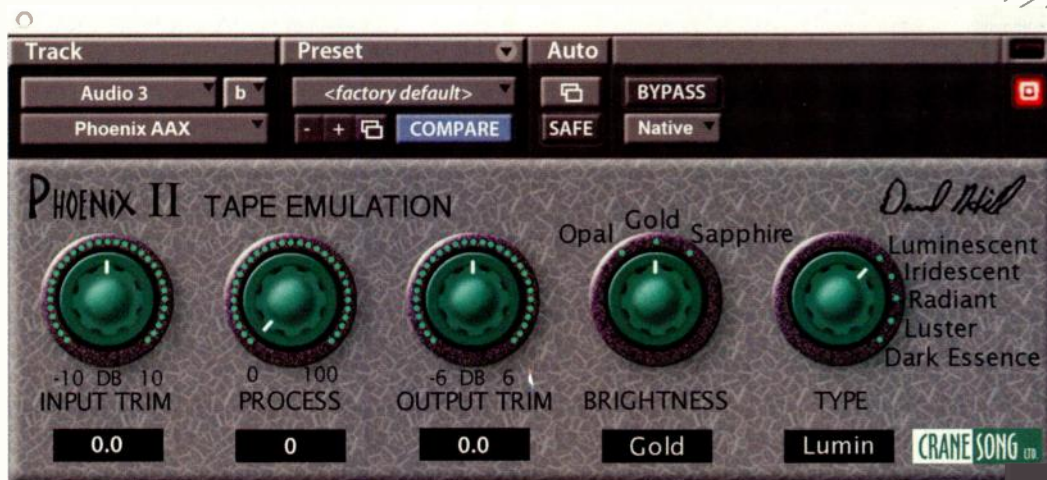 Track Preset Auto
Audio 3 b <factory default> BYPASS
Phoenix AAX - + COMPARE SAFE Native
PHOENiX II TAPE EMULATION
Opal Gold Sapphire
Luminescent
Iridescent
Radiant
Luster
Dark Essence
-10 DB 10 0 100 -6 DB 6
INPUT TRIM PROCESS OUTPUT TRIM BRIGHTNESS TYPE
0.0 0 0.0 Gold Lumin
CRANE SONG LTD.